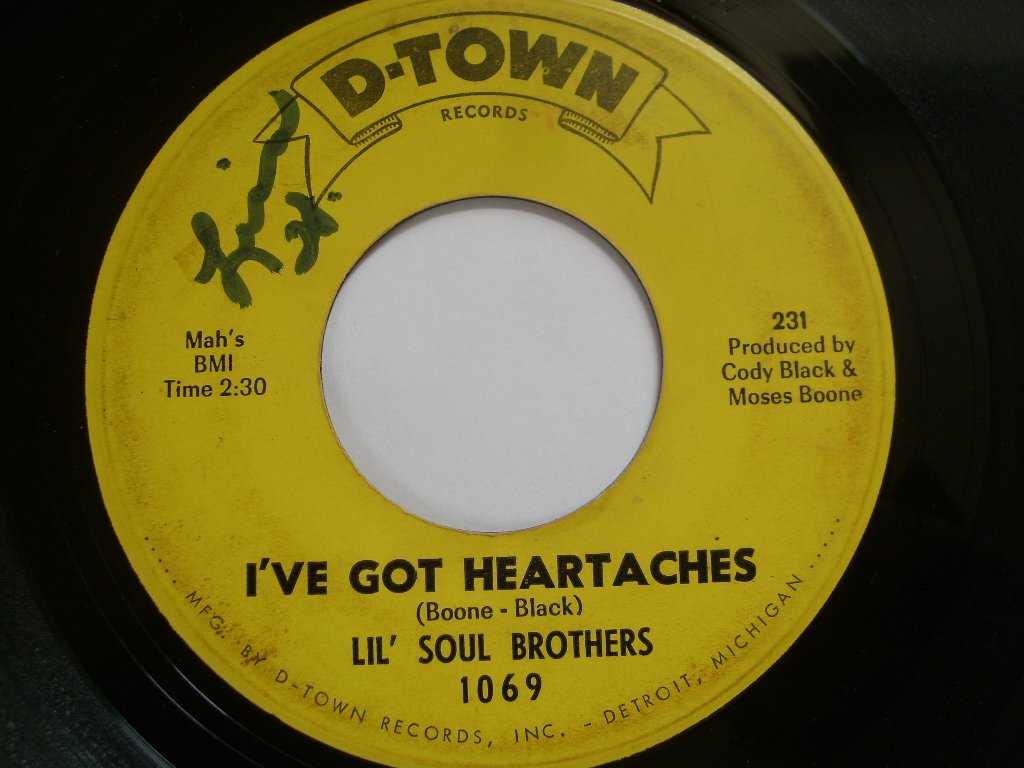 D-TOWN
RECORDS
Mah's
BMI
Time 2:30
231
Produced by
Cody Black &
Moses Boone
I'VE GOT HEARTACHES
(Boone - Black)
LIL' SOUL BROTHERS
1069
..... MFG. BY D-TOWN RECORDS, INC. - DETROIT, MICHIGAN .....